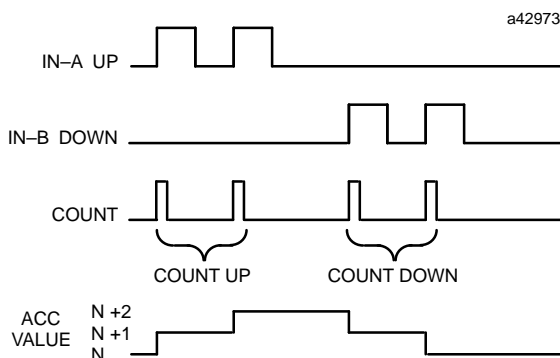 a42973
IN–A UP
IN–B DOWN
COUNT
COUNT UP
COUNT DOWN
ACC
VALUE
N +2
N +1
N